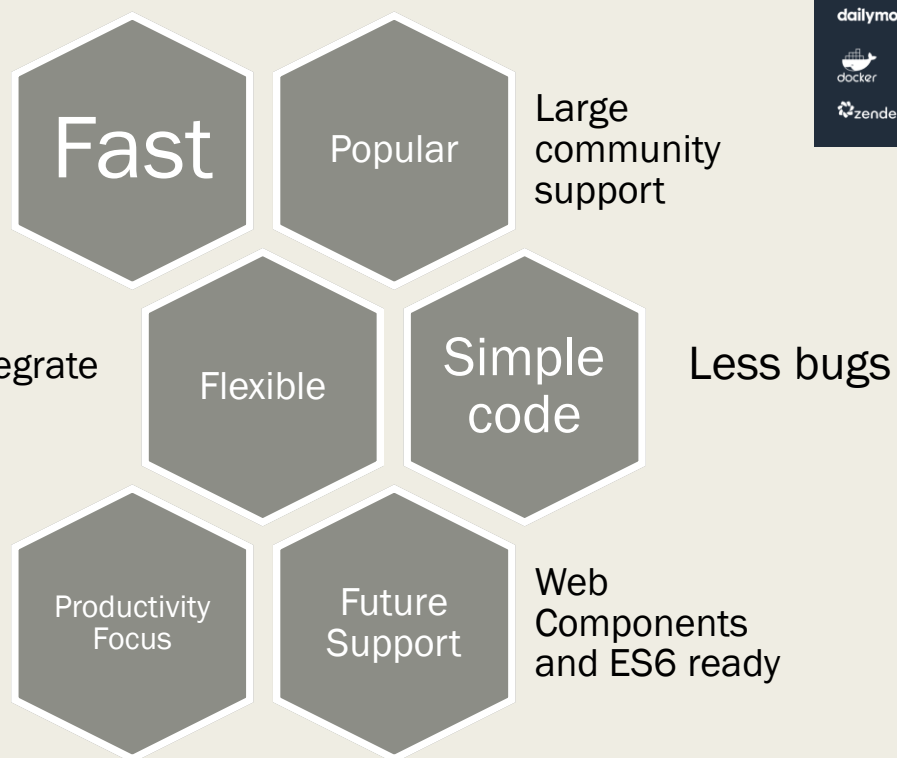 Fast
Popular
Large
community
support
docker
Flexible
Simple
code
Less bugs
Productivity
Focus
Future
Support
Web
Components
and ES6 ready